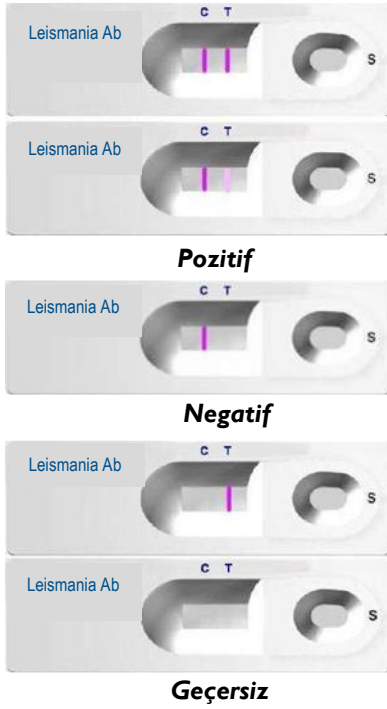 C T
Leismania Ab
S
C T
Leismania Ab
S
Pozitif
C T
Leismania Ab
S
Negatif
C T
Leismania Ab
S
C T
Leismania Ab
S
Geçersiz